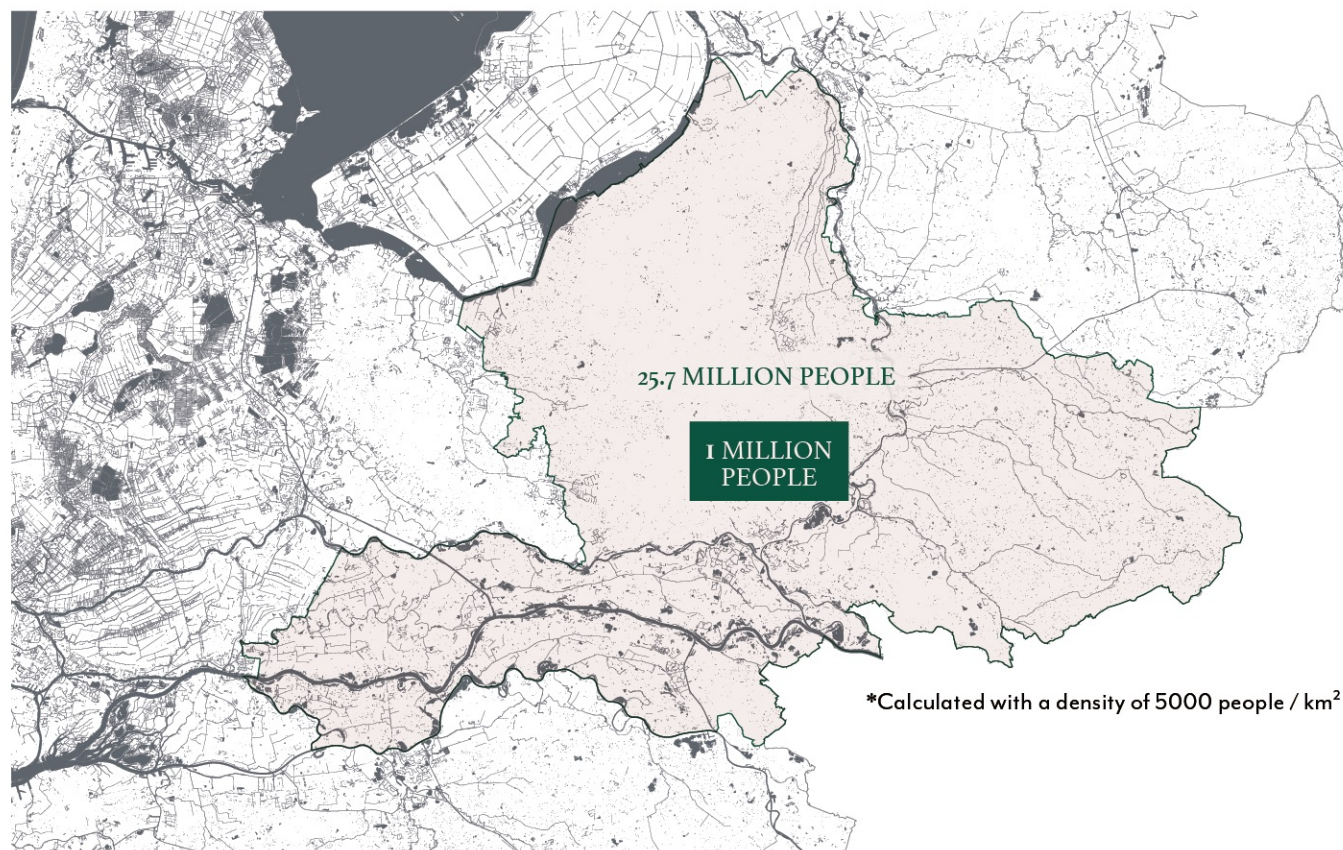 25.7 MILLION PEOPLE
1 MILLION
PEOPLE
*Calculated with a density of 5000 people / km²